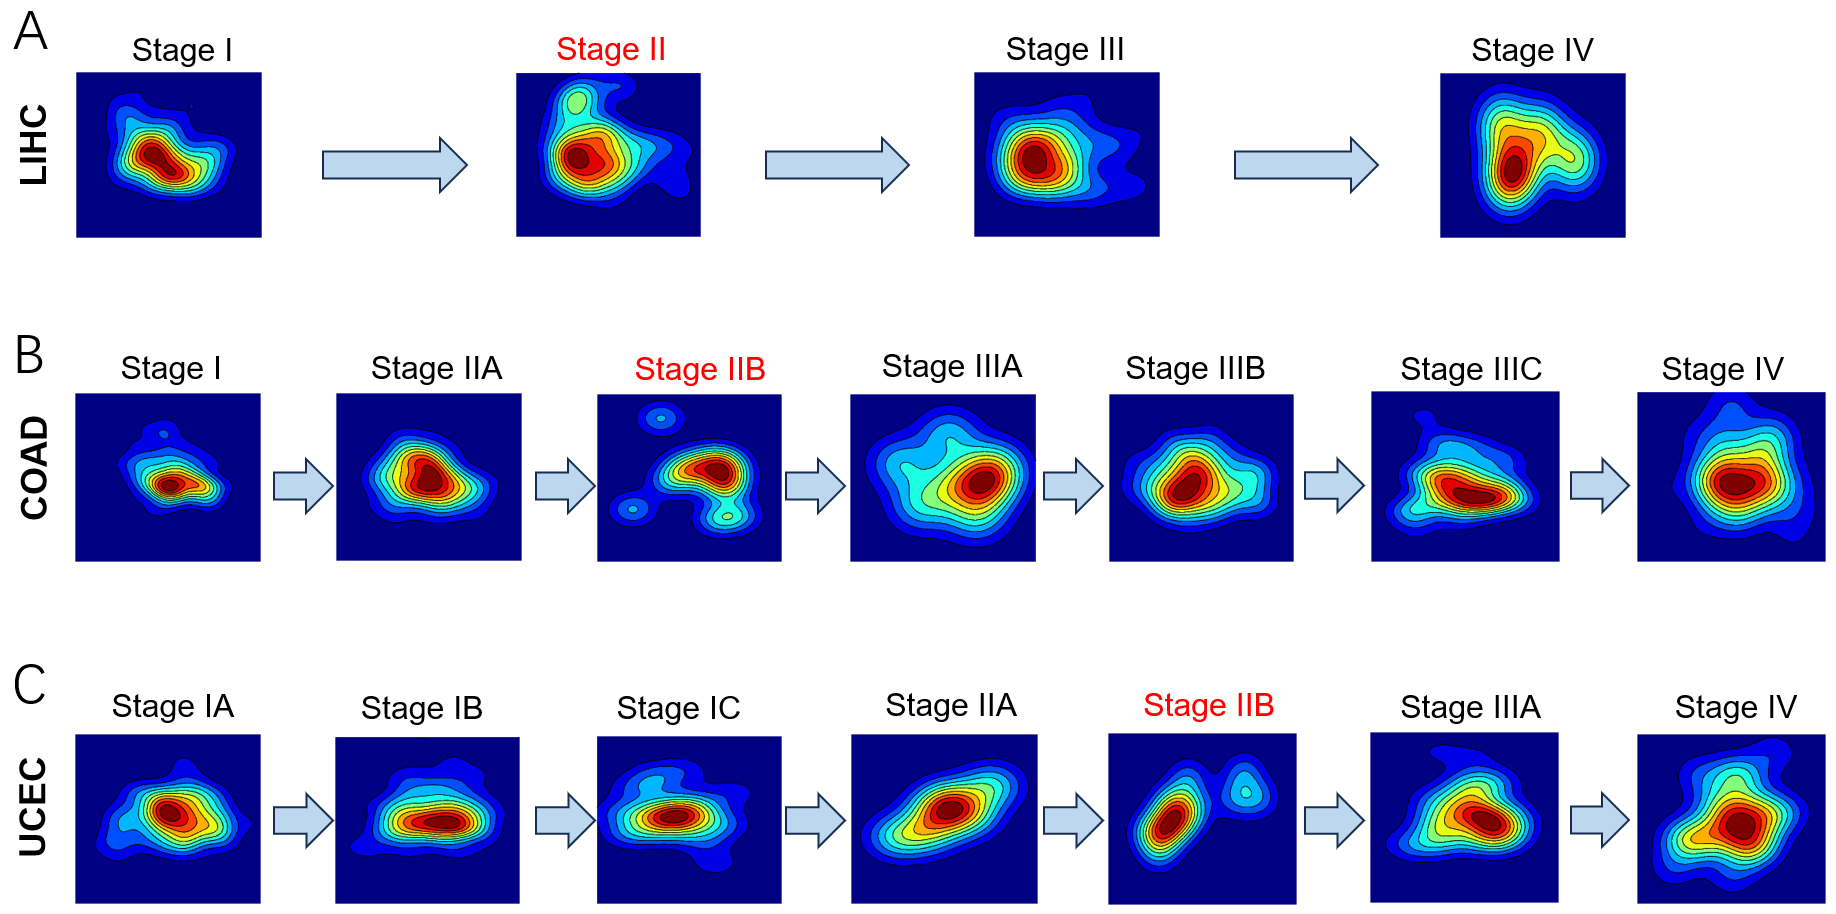 A
LIHC
Stage I
Stage II
Stage III
Stage IV
B
COAD
Stage I
Stage IIA
Stage IIB
Stage IIIA
Stage IIIB
Stage IIIC
Stage IV
C
UCEC
Stage IA
Stage IB
Stage IC
Stage IIA
Stage IIB
Stage IIIA
Stage IV